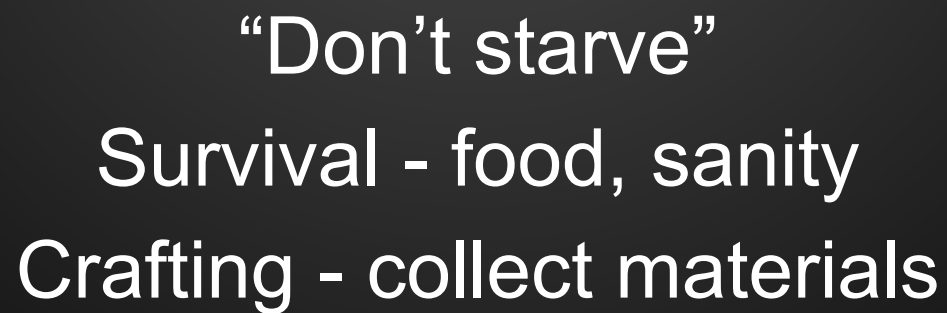 “Don’t starve”
Survival - food, sanity
Crafting - collect materials